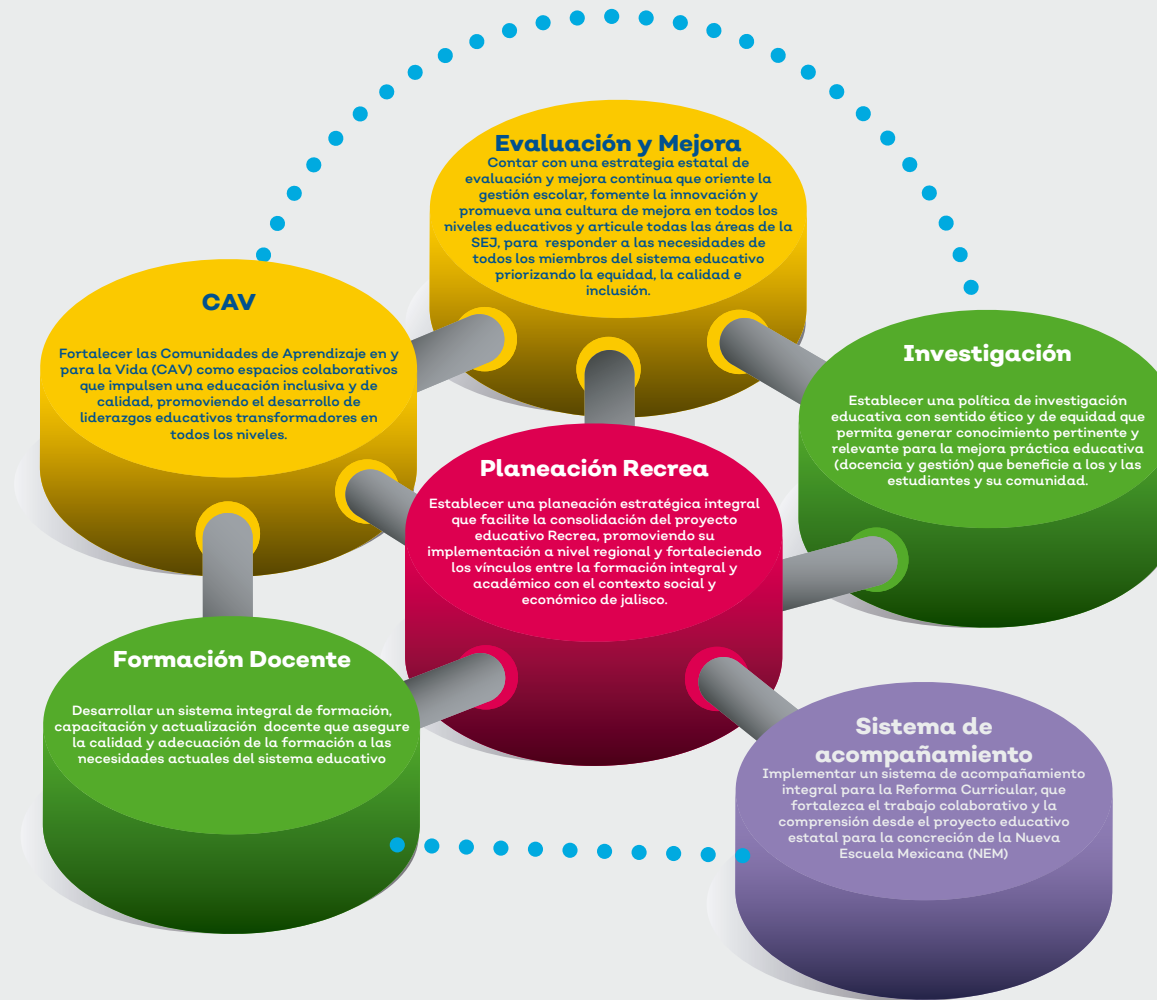 Evaluación y Mejora
Contar con una estrategia estatal de
evaluación y mejora continua que oriente la
gestión escolar, fomente la innovación y
promueva una cultura de mejora en todos los
niveles educativos y articule todas las áreas de la
SEJ, para responder a las necesidades de
todos los miembros del sistema educativo
priorizando la equidad, la calidad e
inclusión.
CAV
Fortalecer las Comunidades de Aprendizaje en y
para la Vida (CAV) como espacios colaborativos
que impulsen una educación inclusiva y de
calidad, promoviendo el desarrollo de
liderazgos educativos transformadores en
todos los niveles.
Investigación
Establecer una política de investigación
educativa con sentido ético y de equidad que
permita generar conocimiento pertinente y
relevante para la mejora práctica educativa
(docencia y gestión) que beneficie a los y las
estudiantes y su comunidad.
Planeación Recrea
Establecer una planeación estratégica integral
que facilite la consolidación del proyecto
educativo Recrea, promoviendo su
implementación a nivel regional y fortaleciendo
los vínculos entre la formación integral y
académico con el contexto social y
económico de jalisco.
Formación Docente
Desarrollar un sistema integral de formación,
capacitación y actualización docente que asegure
la calidad y adecuación de la formación a las
necesidades actuales del sistema educativo
Sistema de
acompañamiento
Implementar un sistema de acompañamiento
integral para la Reforma Curricular, que
fortalezca el trabajo colaborativo y la
comprensión desde el proyecto educativo
estatal para la concreción de la Nueva
Escuela Mexicana (NEM)